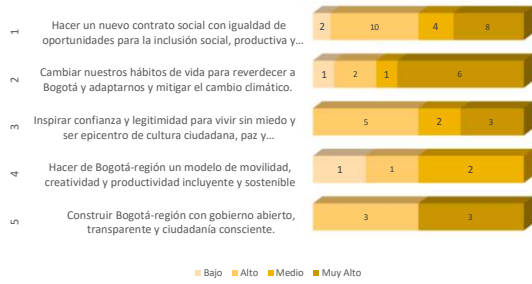 1
Hacer un nuevo contrato social con igualdad de
oportunidades para la inclusión social, productiva y…
2 10 4 8
2
Cambiar nuestros hábitos de vida para reverdecer a
Bogotá y adaptarnos y mitigar el cambio climático.
1 2 1 6
3
Inspirar confianza y legitimidad para vivir sin miedo y
ser epicentro de cultura ciudadana, paz y…
5 2 3
4
Hacer de Bogotá-región un modelo de movilidad,
creatividad y productividad incluyente y sostenible
1 1 2
5
Construir Bogotá-región con gobierno abierto,
transparente y ciudadanía consciente.
3 3
Bajo Alto Medio Muy Alto